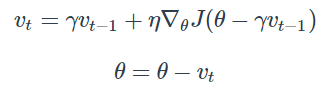 v_t = γv_{t−1} + η∇_θJ(θ − γv_{t−1})
θ = θ − v_t